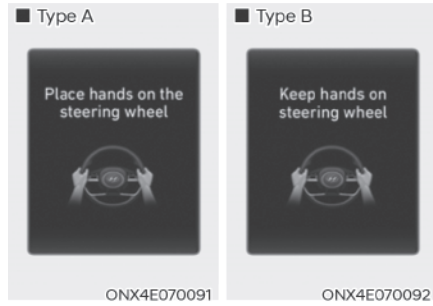 ■ Type A
Place hands on the
steering wheel
ONX4E070091
■ Type B
Keep hands on
steering wheel
ONX4E070092